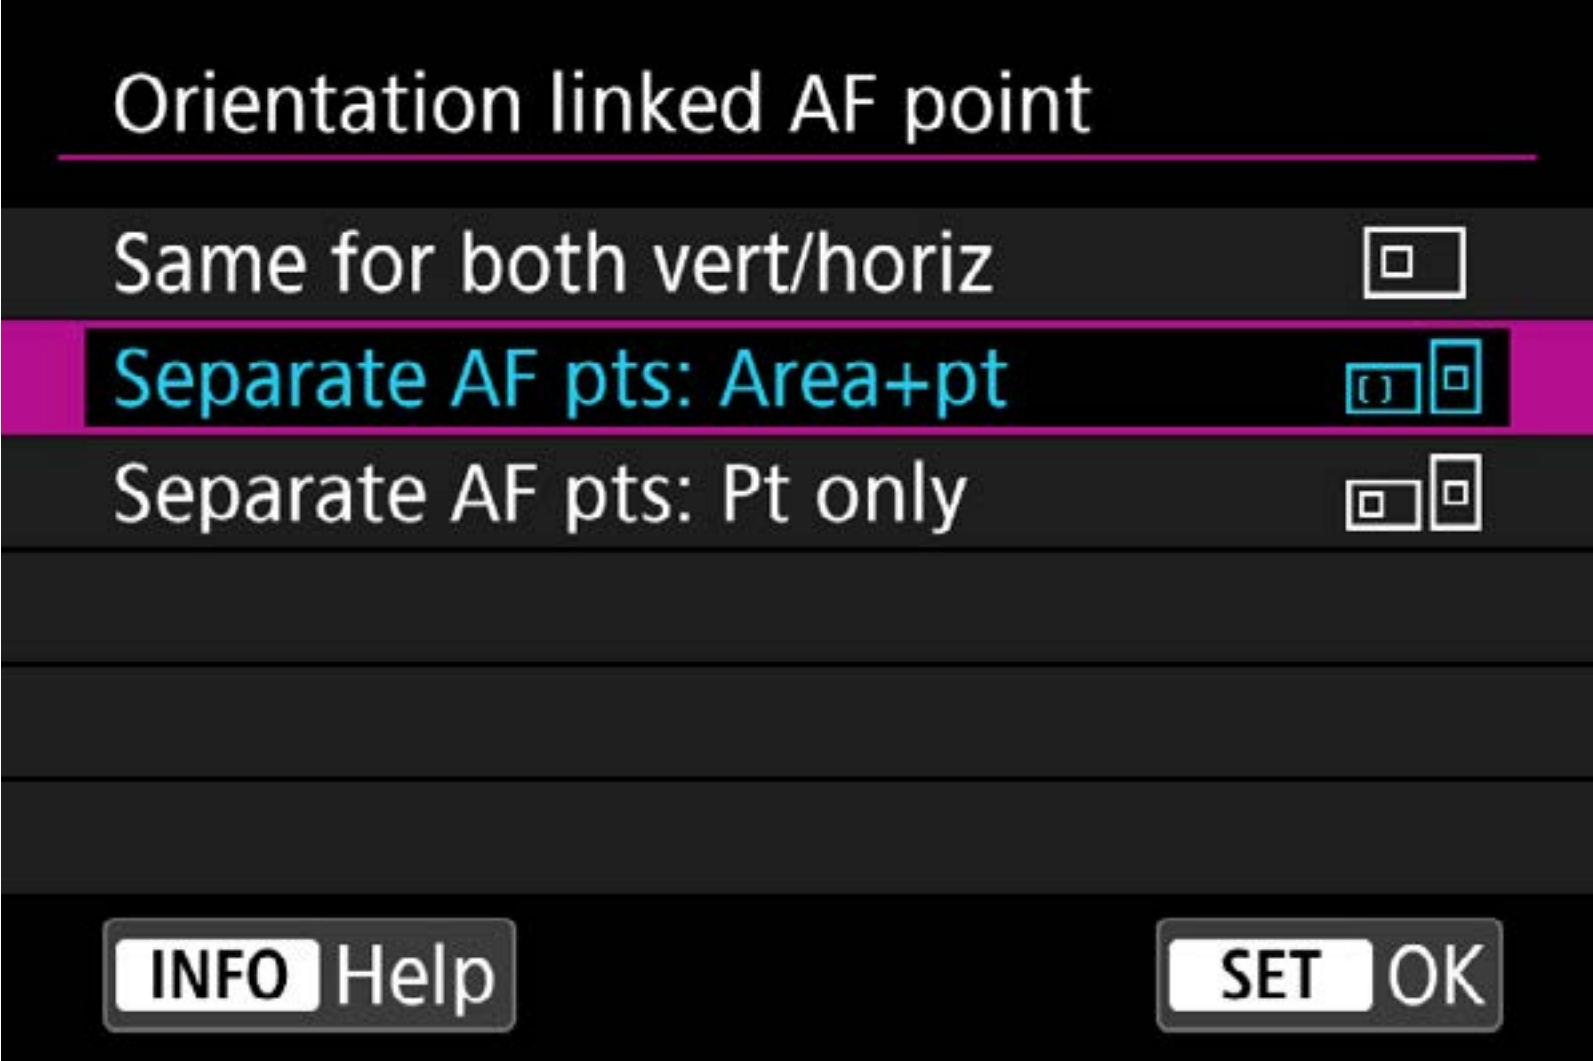 Orientation linked AF point
Same for both vert/horiz
Separate AF pts: Area+pt
Separate AF pts: Pt only
INFO Help
SET OK